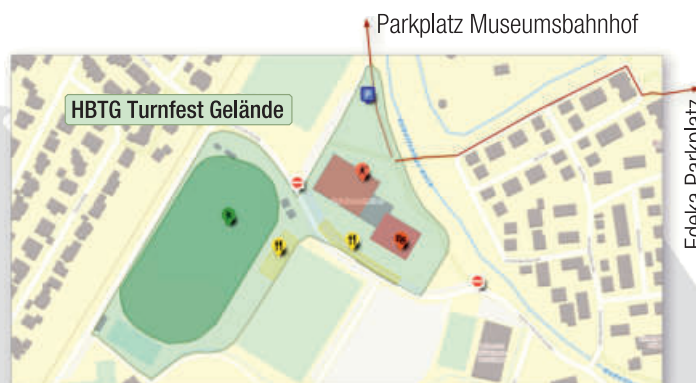 Parkplatz Museumsbahnhof
HBTG Turnfest Gelände
P
Edeka Parkplatz